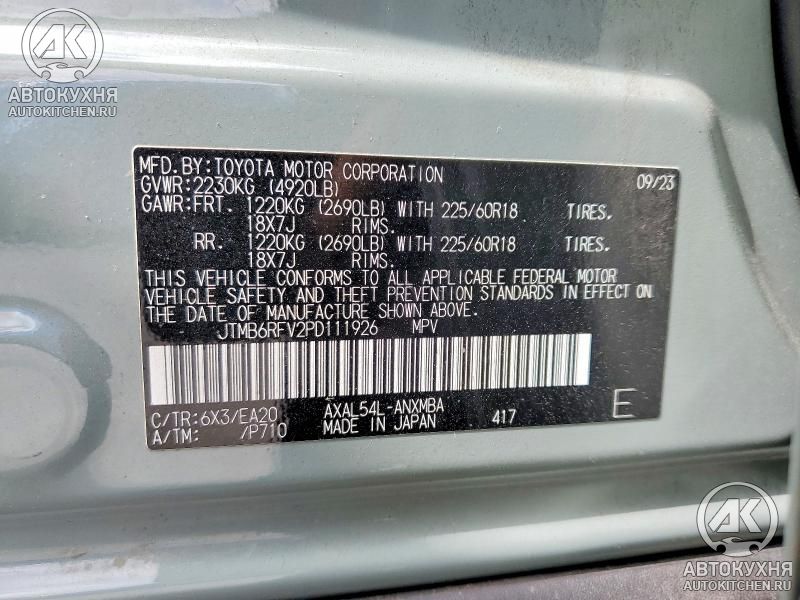 AK
АВТОКУХНЯ
AUTOKITCHEN.RU
MFD.BY:TOYOTA MOTOR CORPORATION 09/23
GVWR:2230KG (4920LB)
GAWR:FRT. 1220KG (2690LB) WITH 225/60R18 TIRES.
18X7J RIMS.
RR. 1220KG (2690LB) WITH 225/60R18 TIRES.
18X7J RIMS.
THIS VEHICLE CONFORMS TO ALL APPLICABLE FEDERAL MOTOR
VEHICLE SAFETY AND THEFT PREVENTION STANDARDS IN EFFECT ON
THE DATE OF MANUFACTURE SHOWN ABOVE.
JTMB6RFV2PD111926 MPV
C/TR:6X3/EA20 AXAL54L-ANXMBA
A/TM: /P710 MADE IN JAPAN 417 E
AK
АВТОКУХНЯ
AUTOKITCHEN.RU